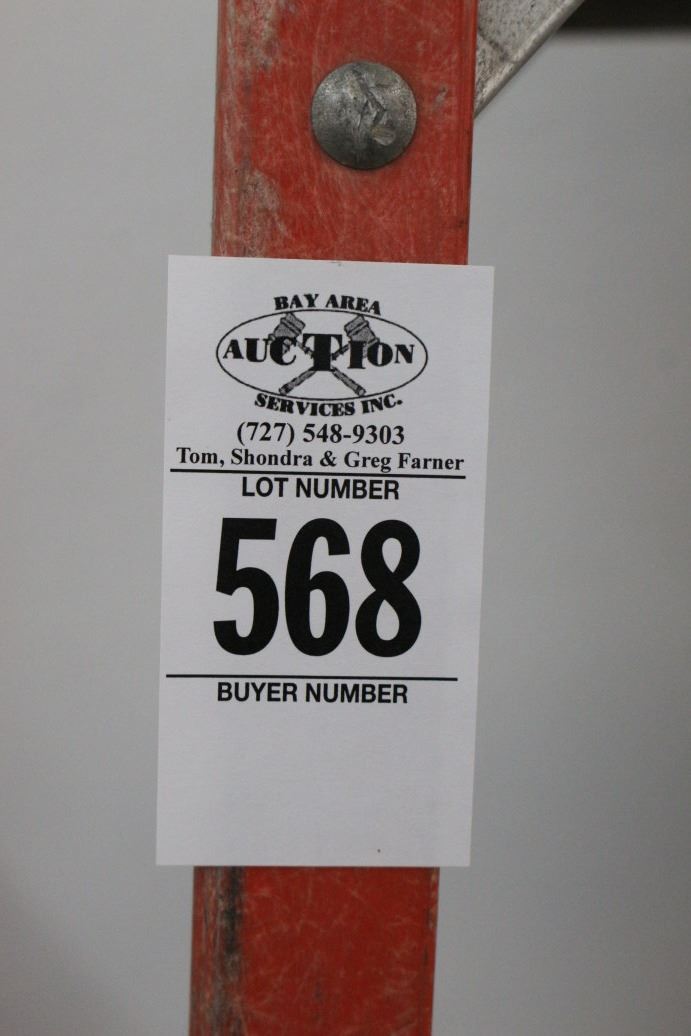 BAY AREA
AUCTION
SERVICES INC.
(727) 548-9303
Tom, Shondra & Greg Farner
LOT NUMBER
568
BUYER NUMBER